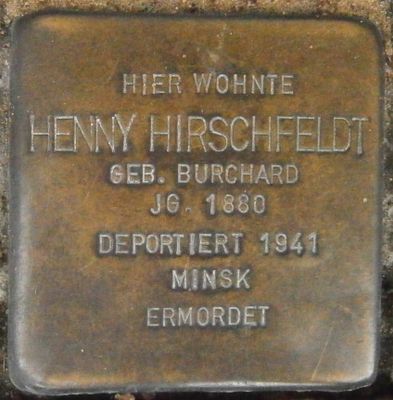 HIER WOHNTE
HENNY HIRSCHFELDT
GEB. BURCHARD
JG. 1880
DEPORTIERT 1941
MINSK
ERMORDET